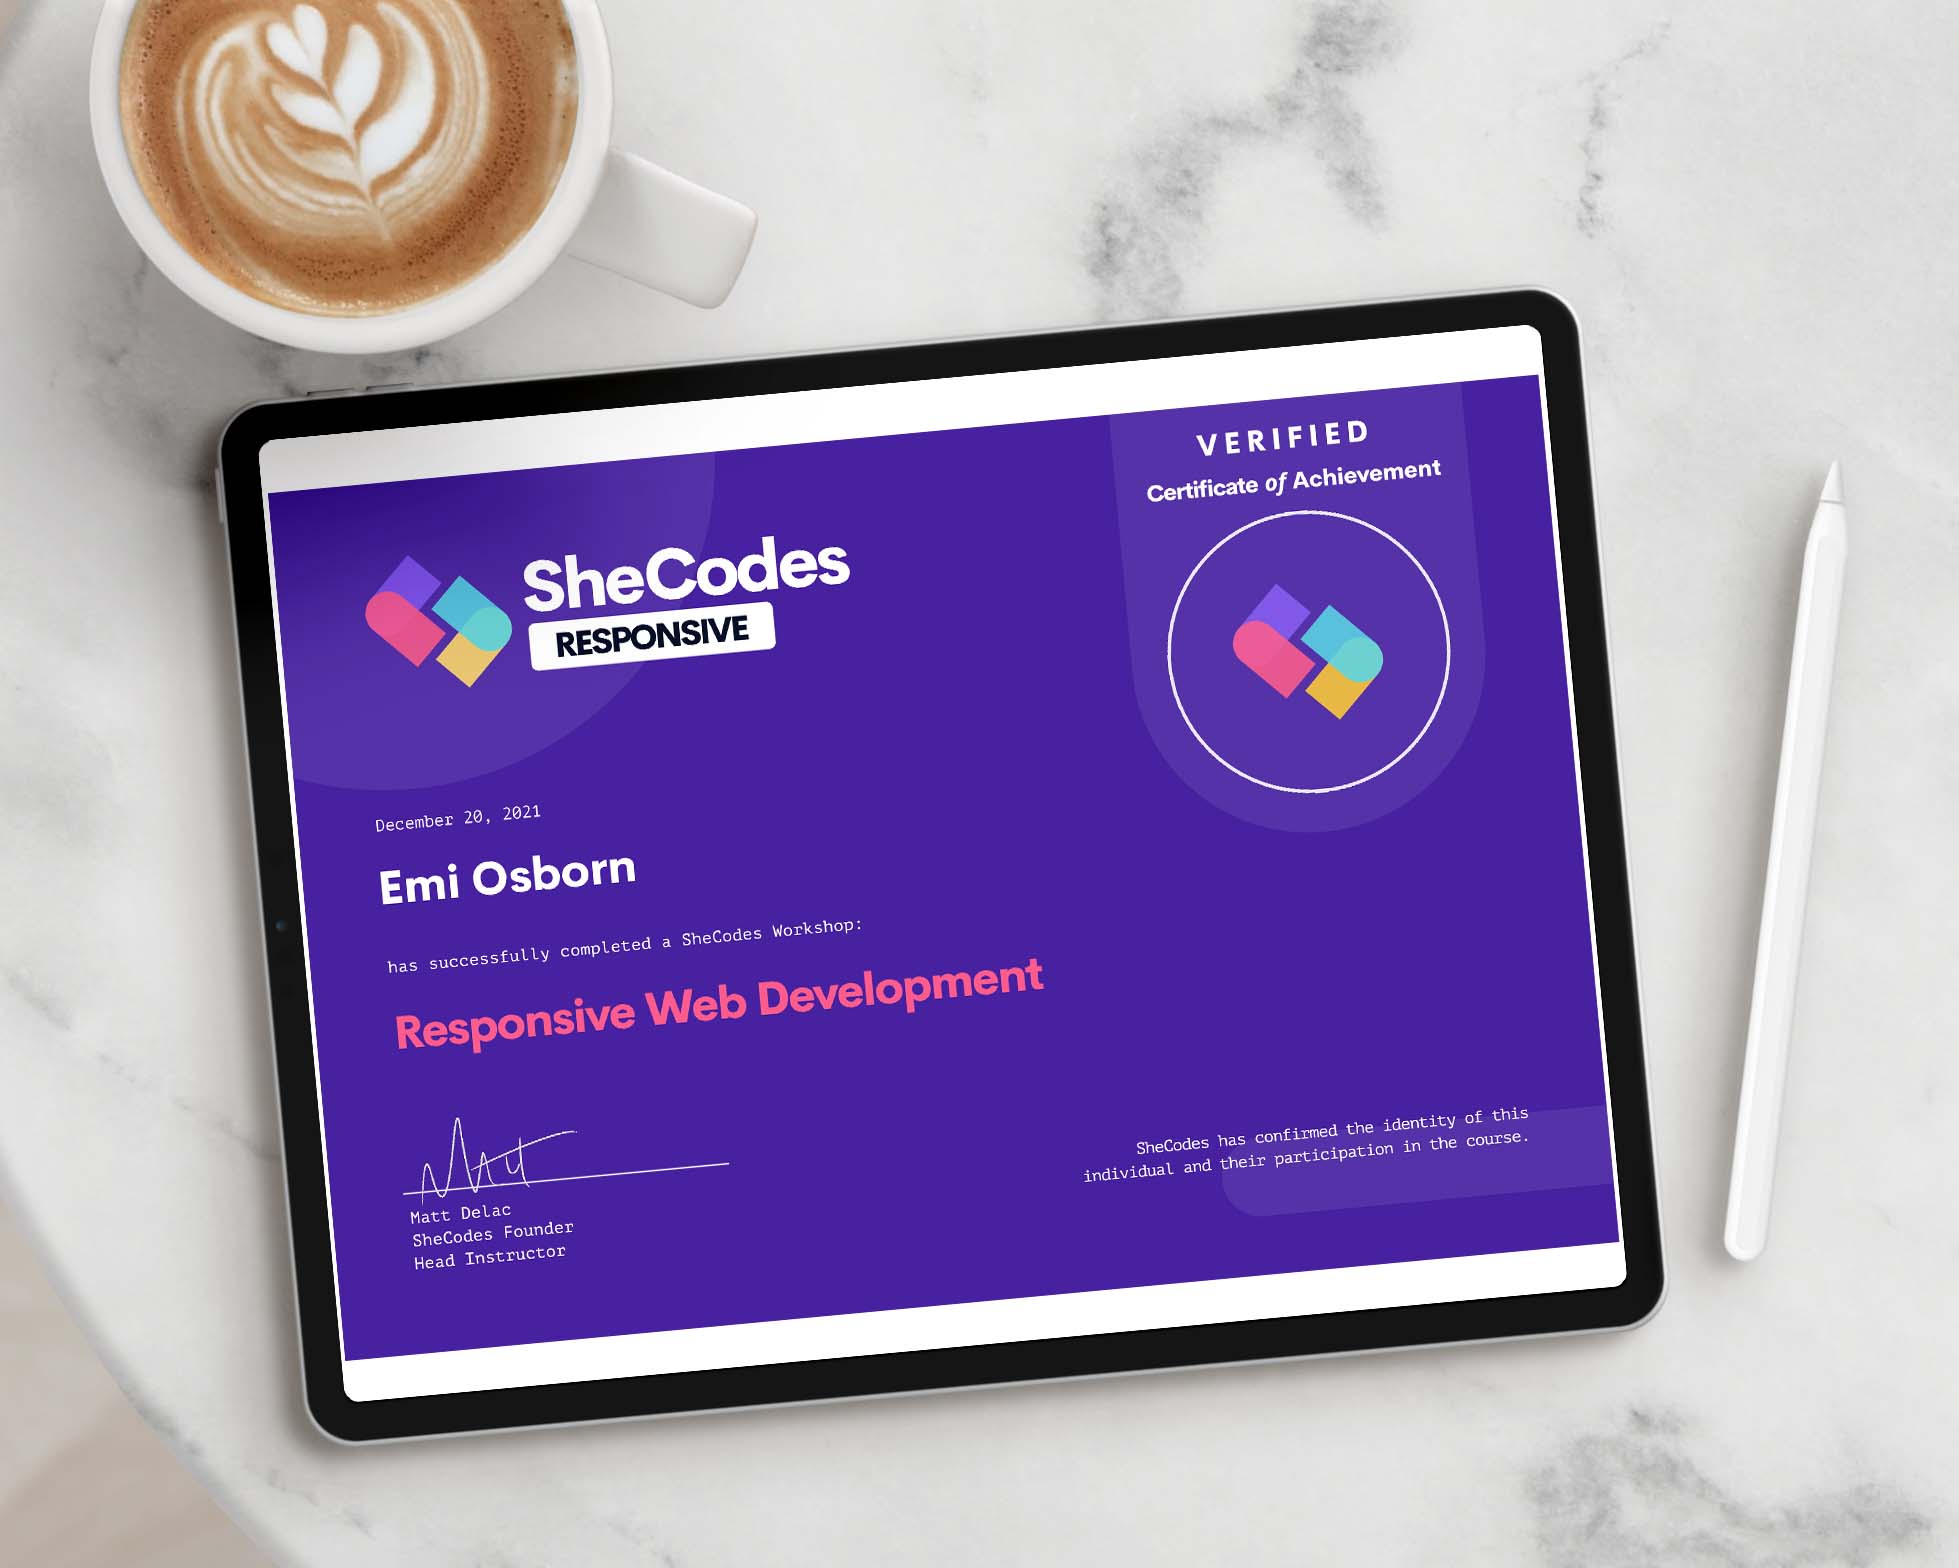 VERIFIED
Certificate of Achievement
SheCodes
RESPONSIVE
December 20, 2021
Emi Osborn
has successfully completed a SheCodes Workshop:
Responsive Web Development
SheCodes has confirmed the identity of this
individual and their participation in the course.
Matt Delac
SheCodes Founder
Head Instructor